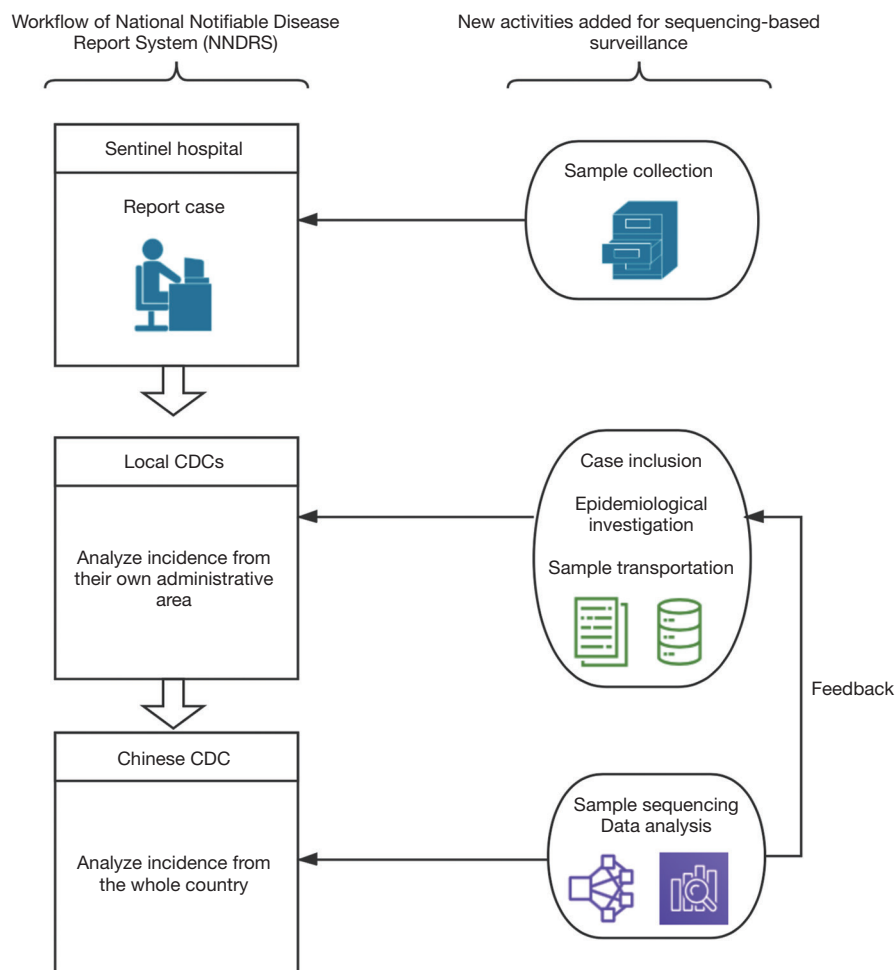 Workflow of National Notifiable Disease
Report System (NNDRS)
New activities added for sequencing-based
surveillance
Sentinel hospital
Report case
Sample collection
Local CDCs
Analyze incidence from
their own administrative
area
Case inclusion
Epidemiological
investigation
Sample transportation
Feedback
Chinese CDC
Analyze incidence from
the whole country
Sample sequencing
Data analysis